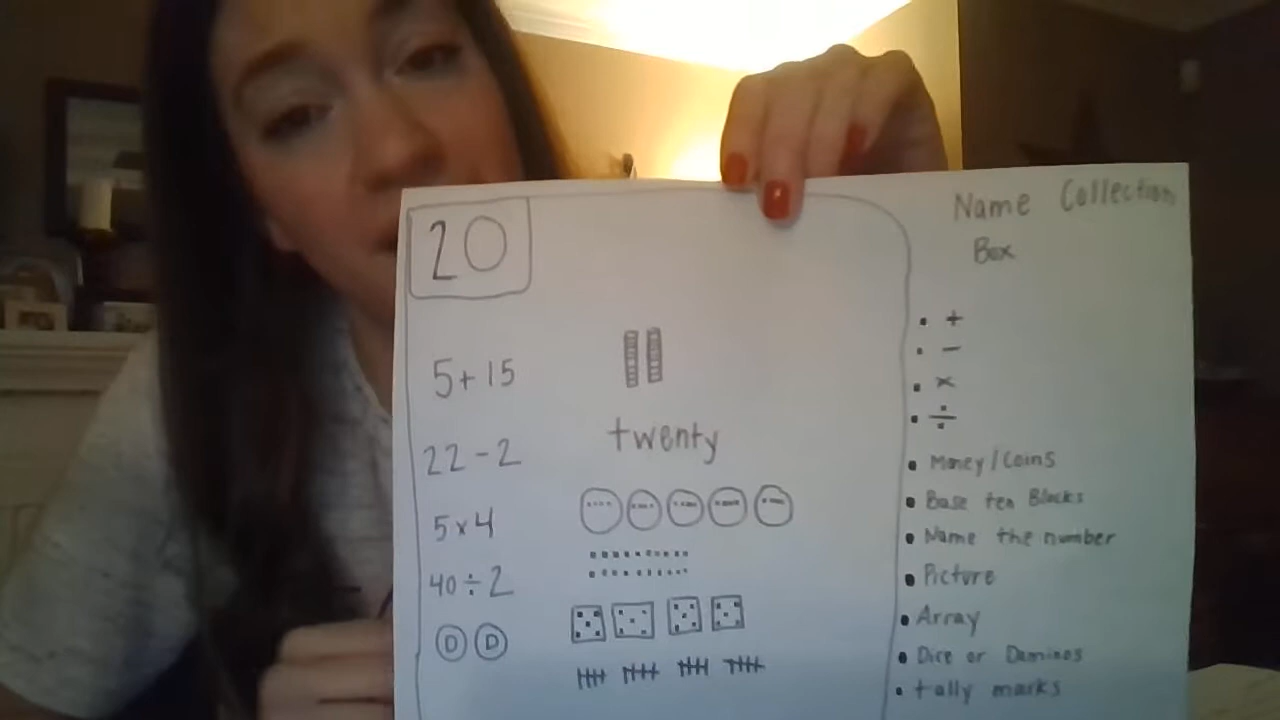 20
5 + 15
22 - 2
5 x 4
40 ÷ 2
D D
twenty
Name Collection
Box
• +
• -
• x
• ÷
• Money/Coins
• Base ten Blocks
• Name the number
• Picture
• Array
• Dice or Dominos
• tally marks